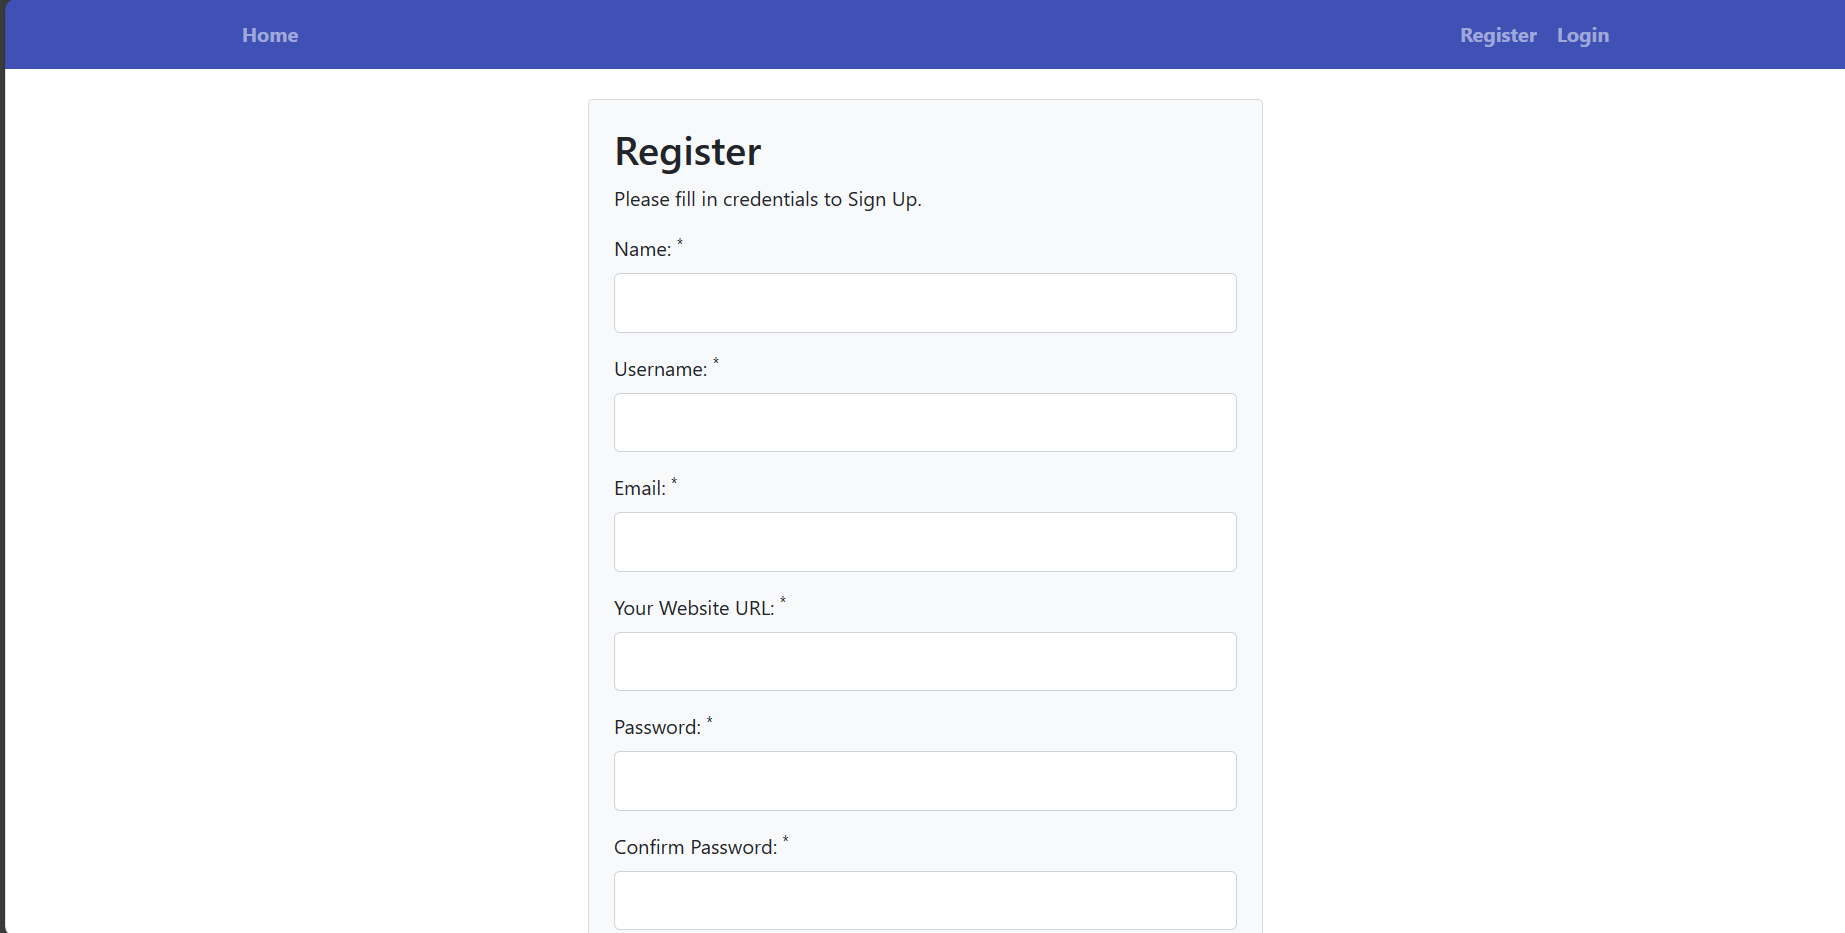 Home Register Login
Register
Please fill in credentials to Sign Up.
Name: *
Username: *
Email: *
Your Website URL: *
Password: *
Confirm Password: *